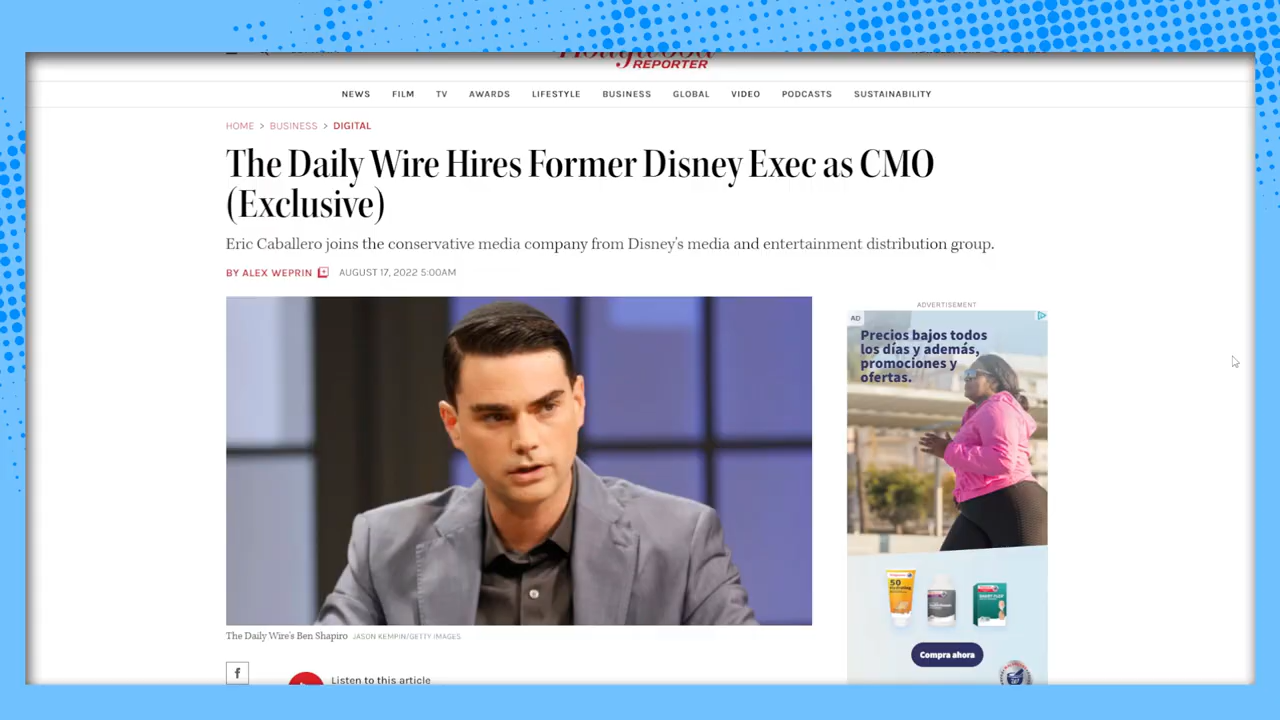 REPORTER
NEWS FILM TV AWARDS LIFESTYLE BUSINESS GLOBAL VIDEO PODCASTS SUSTAINABILITY
HOME > BUSINESS > DIGITAL
The Daily Wire Hires Former Disney Exec as CMO
(Exclusive)
Eric Caballero joins the conservative media company from Disney's media and entertainment distribution group.
BY ALEX WEPRIN AUGUST 17, 2022 5:00AM
ADVERTISEMENT
AD
Precios bajos todos
los días y además,
promociones y
ofertas.
50
Compra ahora
The Daily Wire's Ben Shapiro JASON KEMPIN/GETTY IMAGES
f
Listen to this article